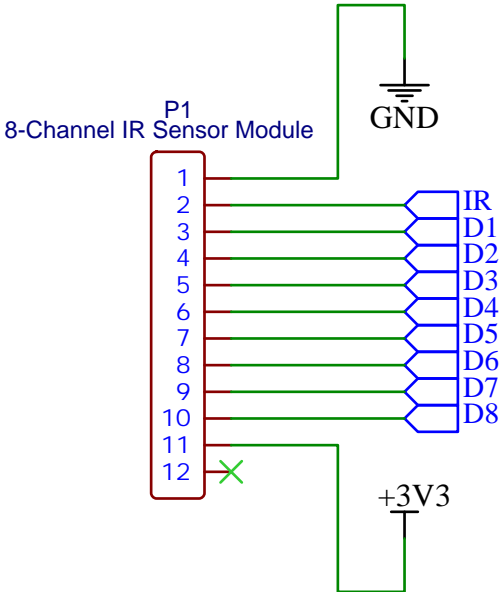 GND
P1
8-Channel IR Sensor Module
1
2 IR
3 D1
4 D2
5 D3
6 D4
7 D5
8 D6
9 D7
10 D8
11
12
+3V3